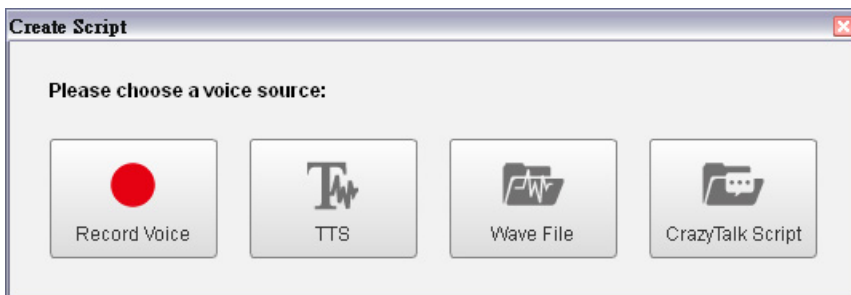 Create Script
Please choose a voice source:
Record Voice
TTS
Wave File
CrazyTalk Script